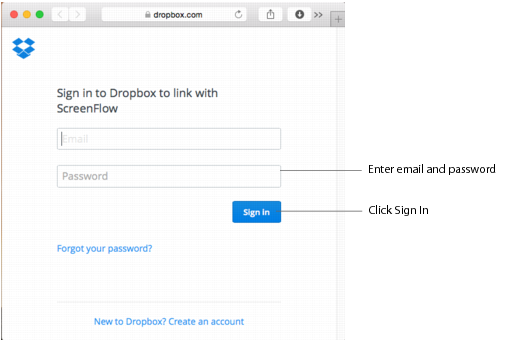 dropbox.com
Sign in to Dropbox to link with
ScreenFlow
Email
Password
Enter email and password
Sign in
Click Sign In
Forgot your password?
New to Dropbox? Create an account